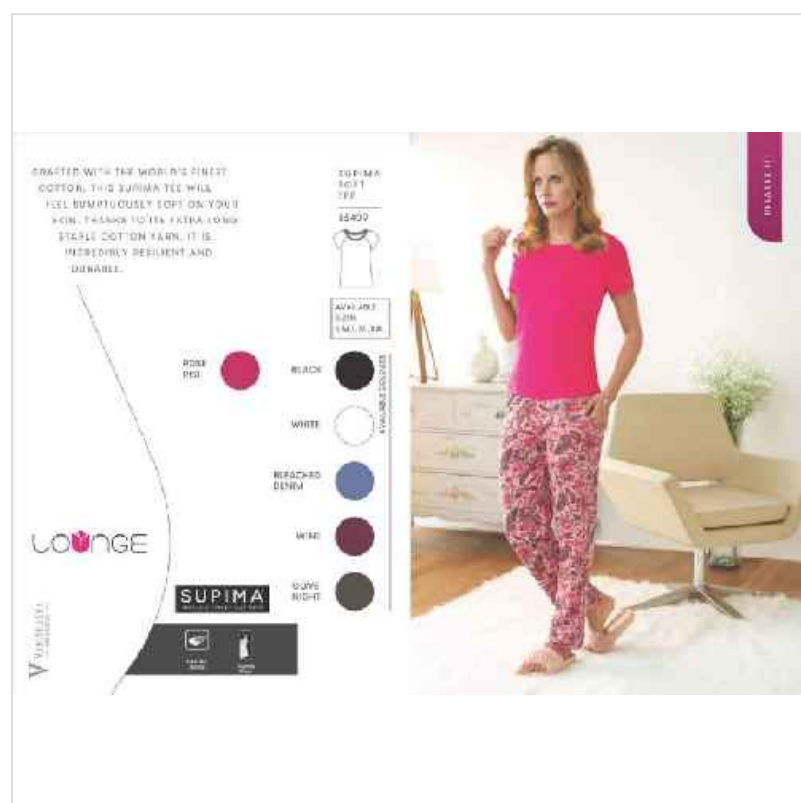 CRAFTED WITH THE WORLD'S FINEST
COTTON, THIS SUPIMA TEE WILL
FEEL SUMPTUOUSLY SOFT ON YOUR
SKIN. THANKS TO ITS EXTRA LONG
STAPLE COTTON YARN, IT IS
INCREDIBLY RESILIENT AND
DURABLE.
SUPIMA
SOFT
TEE
AVAILABLE
SIZES
AVAILABLE COLOURS
ROSE
RED
BLACK
WHITE
BLEACHED
DENIM
WINE
OLIVE
NIGHT
LOUNGE
SUPIMA